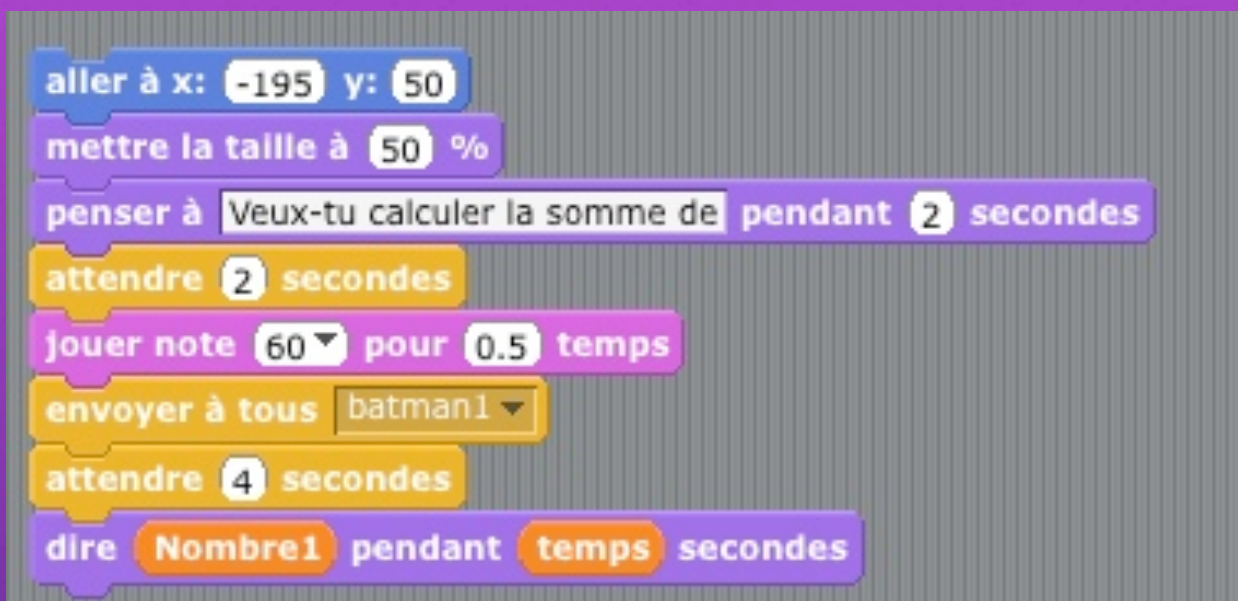 aller à x: -195 y: 50
mettre la taille à 50 %
penser à Veux-tu calculer la somme de pendant 2 secondes
attendre 2 secondes
jouer note 60 pour 0.5 temps
envoyer à tous batman1
attendre 4 secondes
dire Nombre1 pendant temps secondes